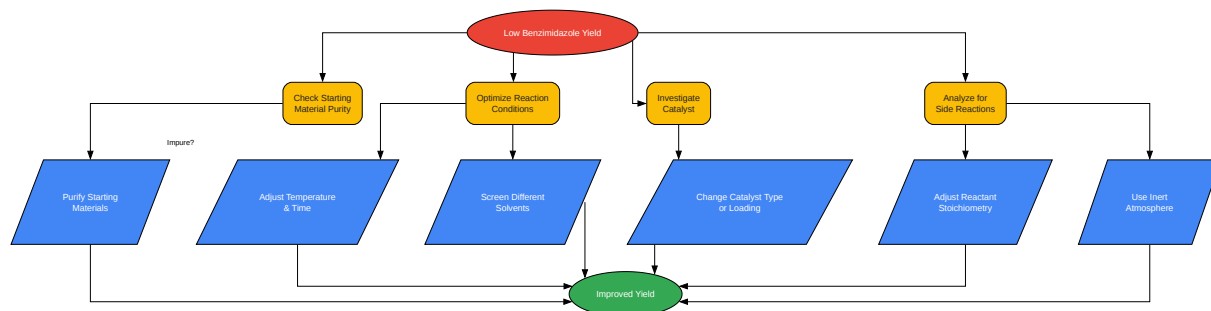 Low Benzimidazole Yield
Check Starting
Material Purity
Optimize Reaction
Conditions
Investigate
Catalyst
Analyze for
Side Reactions
Impure?
Purify Starting
Materials
Adjust Temperature
& Time
Screen Different
Solvents
Change Catalyst Type
or Loading
Adjust Reactant
Stoichiometry
Use Inert
Atmosphere
Improved Yield